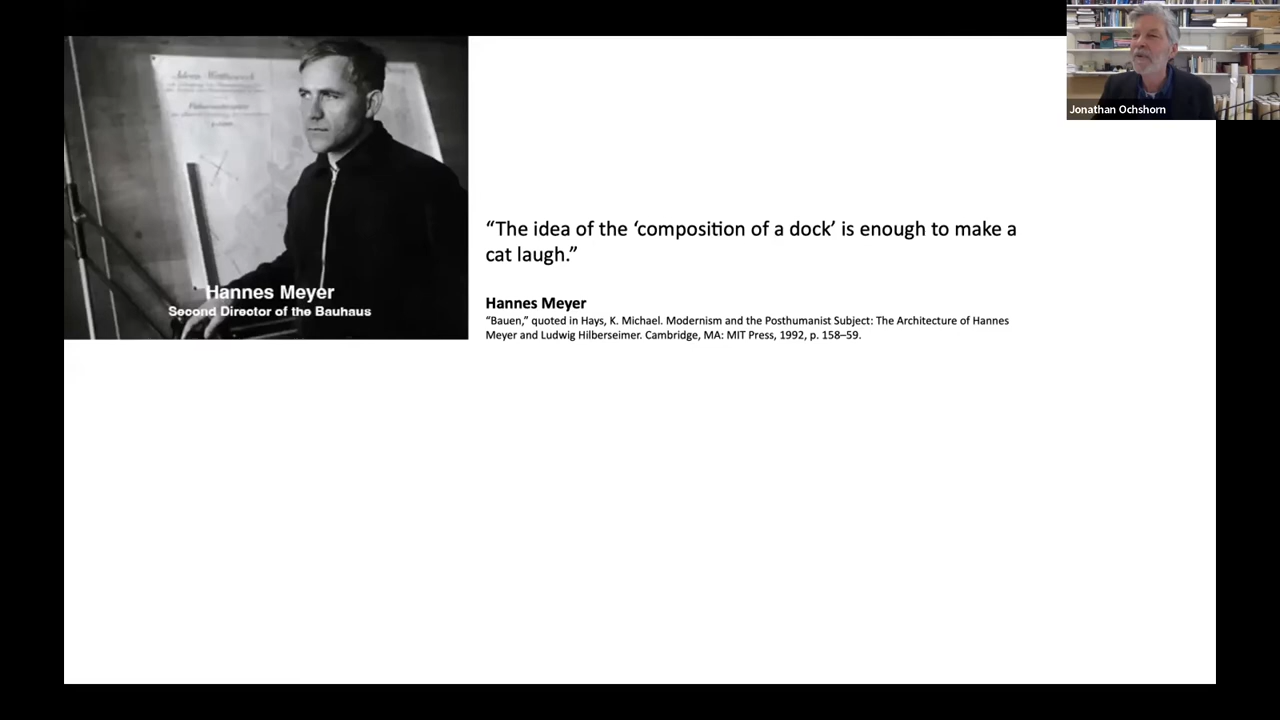 Jonathan Ochshorn
Hannes Meyer
Second Director of the Bauhaus
“The idea of the ‘composition of a dock’ is enough to make a
cat laugh.”
Hannes Meyer
“Bauen,” quoted in Hays, K. Michael. Modernism and the Posthumanist Subject: The Architecture of Hannes
Meyer and Ludwig Hilberseimer. Cambridge, MA: MIT Press, 1992, p. 158–59.